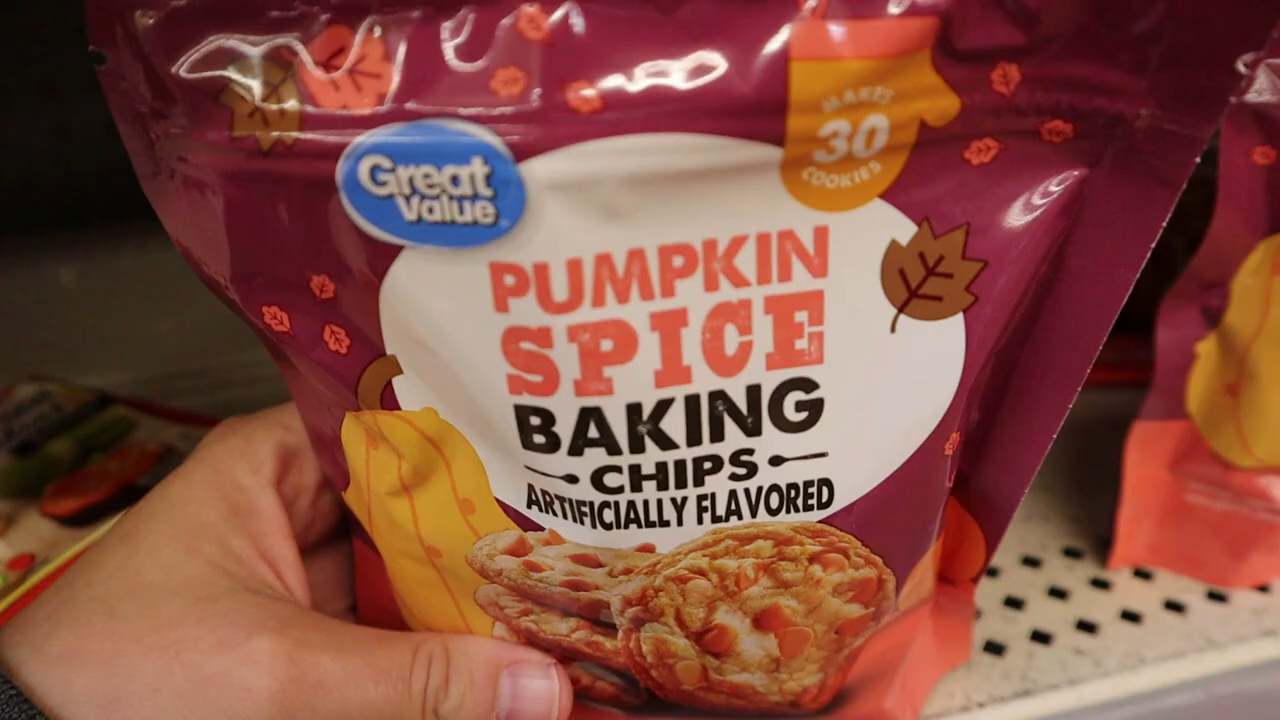 Great
Value
MAKES
30
COOKIES
PUMPKIN
SPICE
BAKING
CHIPS
ARTIFICIALLY FLAVORED